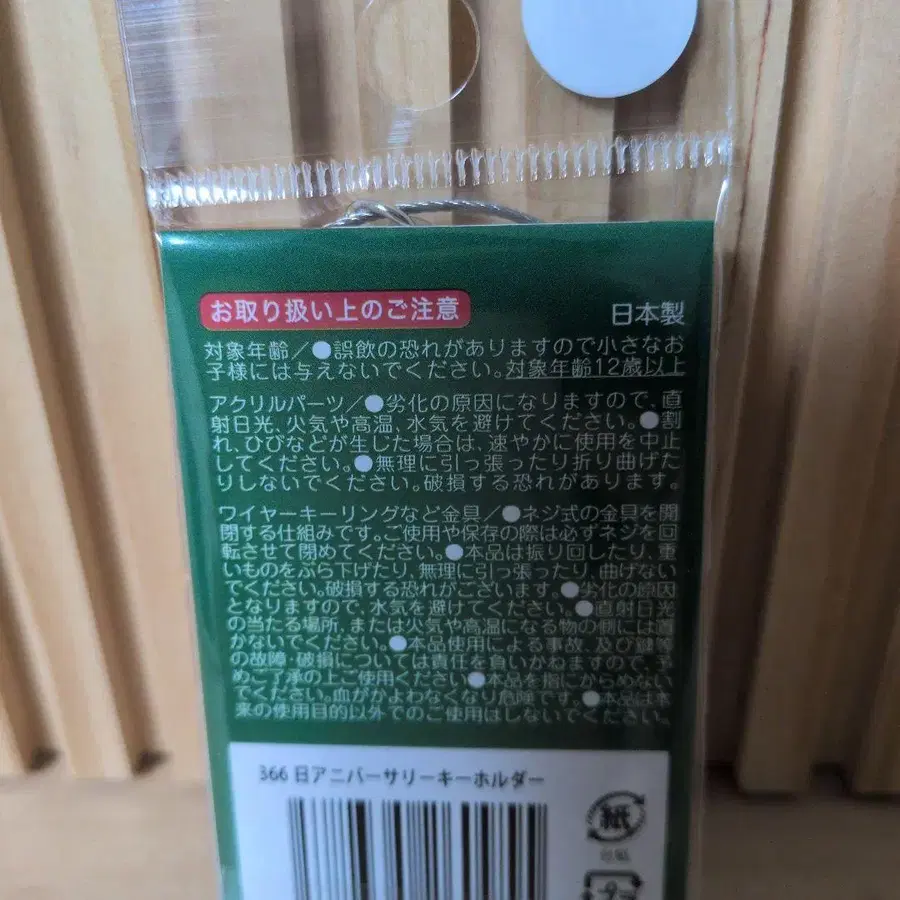 お取り扱い上のご注意
日本製
対象年齢／●誤飲の恐れがありますので小さなお
子様には与えないでください。対象年齢12歳以上
アクリルパーツ／●劣化の原因になりますので、直
射日光、火気や高温、水気を避けてください。●割
れ、ひびなどが生じた場合は、速やかに使用を中止
してください。●無理に引っ張ったり折り曲げた
りしないでください。破損する恐れがあります。
ワイヤーキーリングなど金具／●ネジ式の金具を開
閉する仕組みです。ご使用や保存の際は必ずネジを回
転させて閉めてください。●本品は振り回したり、重
いものをぶら下げたり、無理に引っ張ったり、曲げない
でください。破損する恐れがございます。●劣化の原因
となりますので、水気を避けてください。●直射日光
の当たる場所、または火気や高温になる物の側には置
かないでください。●本品使用による事故、及び鍵等
の故障・破損については責任を負いかねますので、予
めご了承の上ご使用ください●本品を指にからめない
でください。血がかよわなくなり危険です。●本品は本
来の使用目的以外でのご使用はしないでください。
366日アニバーサリーキーホルダー
紙
プラ